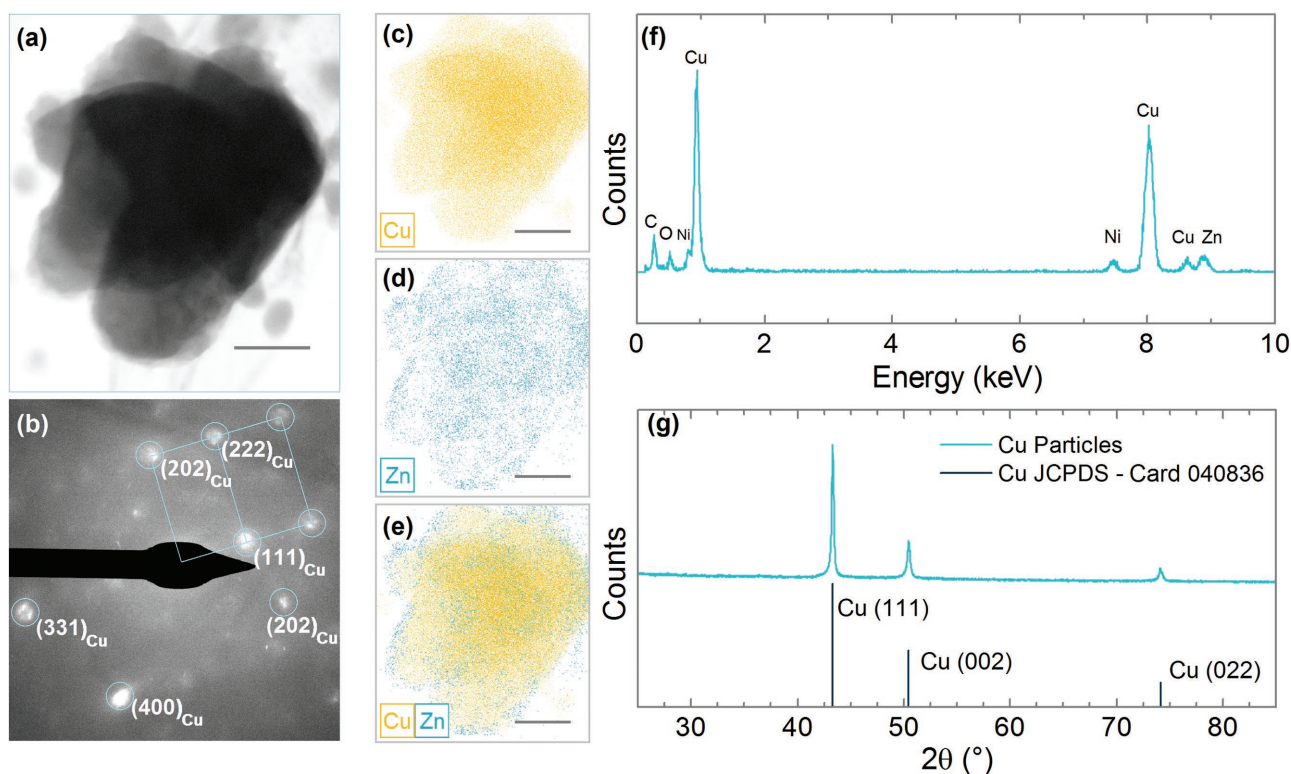 (a)
(b)
(202)Cu
(222)Cu
(111)Cu
(202)Cu
(331)Cu
(400)Cu
(c)
Cu
(d)
Zn
(e)
Cu Zn
(f)
Counts
C
O
Ni
Cu
Ni
Cu
Cu
Zn
0 2 4 6 8 10
Energy (keV)
(g)
Counts
Cu Particles
Cu JCPDS - Card 040836
Cu (111)
Cu (002)
Cu (022)
30 40 50 60 70 80
2θ (°)